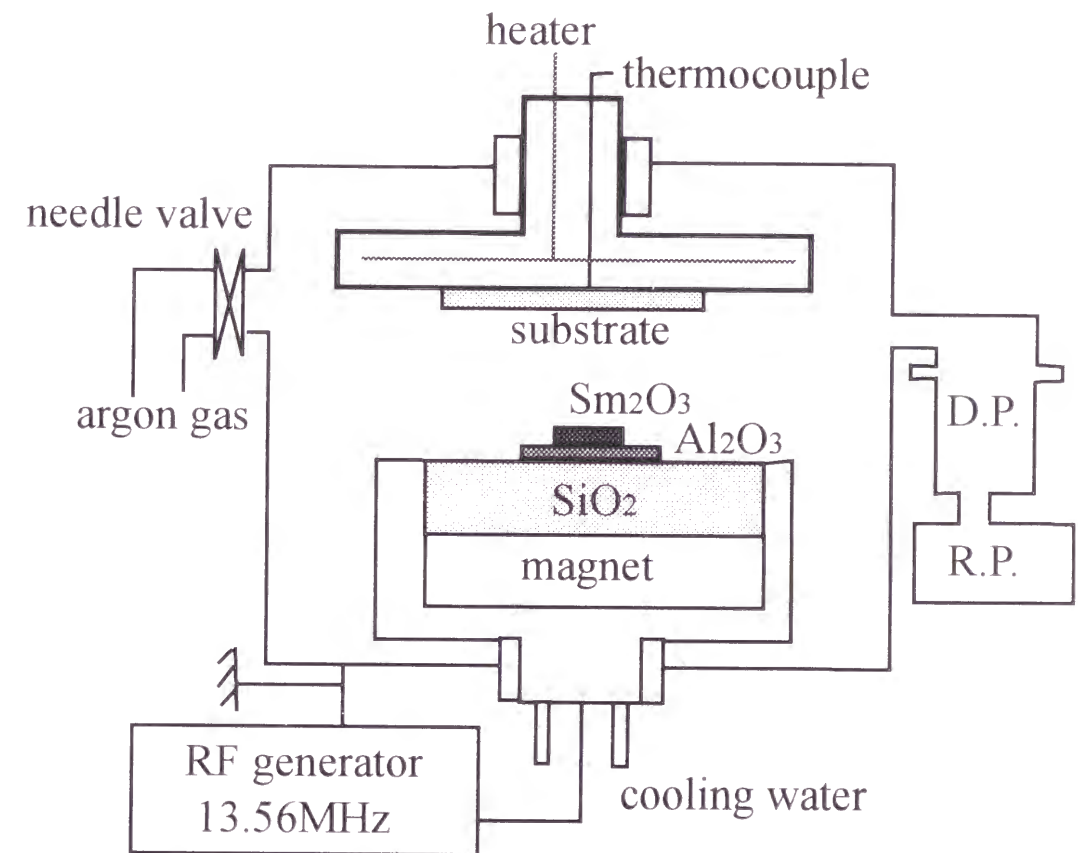 heater
thermocouple
needle valve
substrate
argon gas
Sm2O3
Al2O3
D.P.
SiO2
magnet
R.P.
RF generator
13.56MHz
cooling water